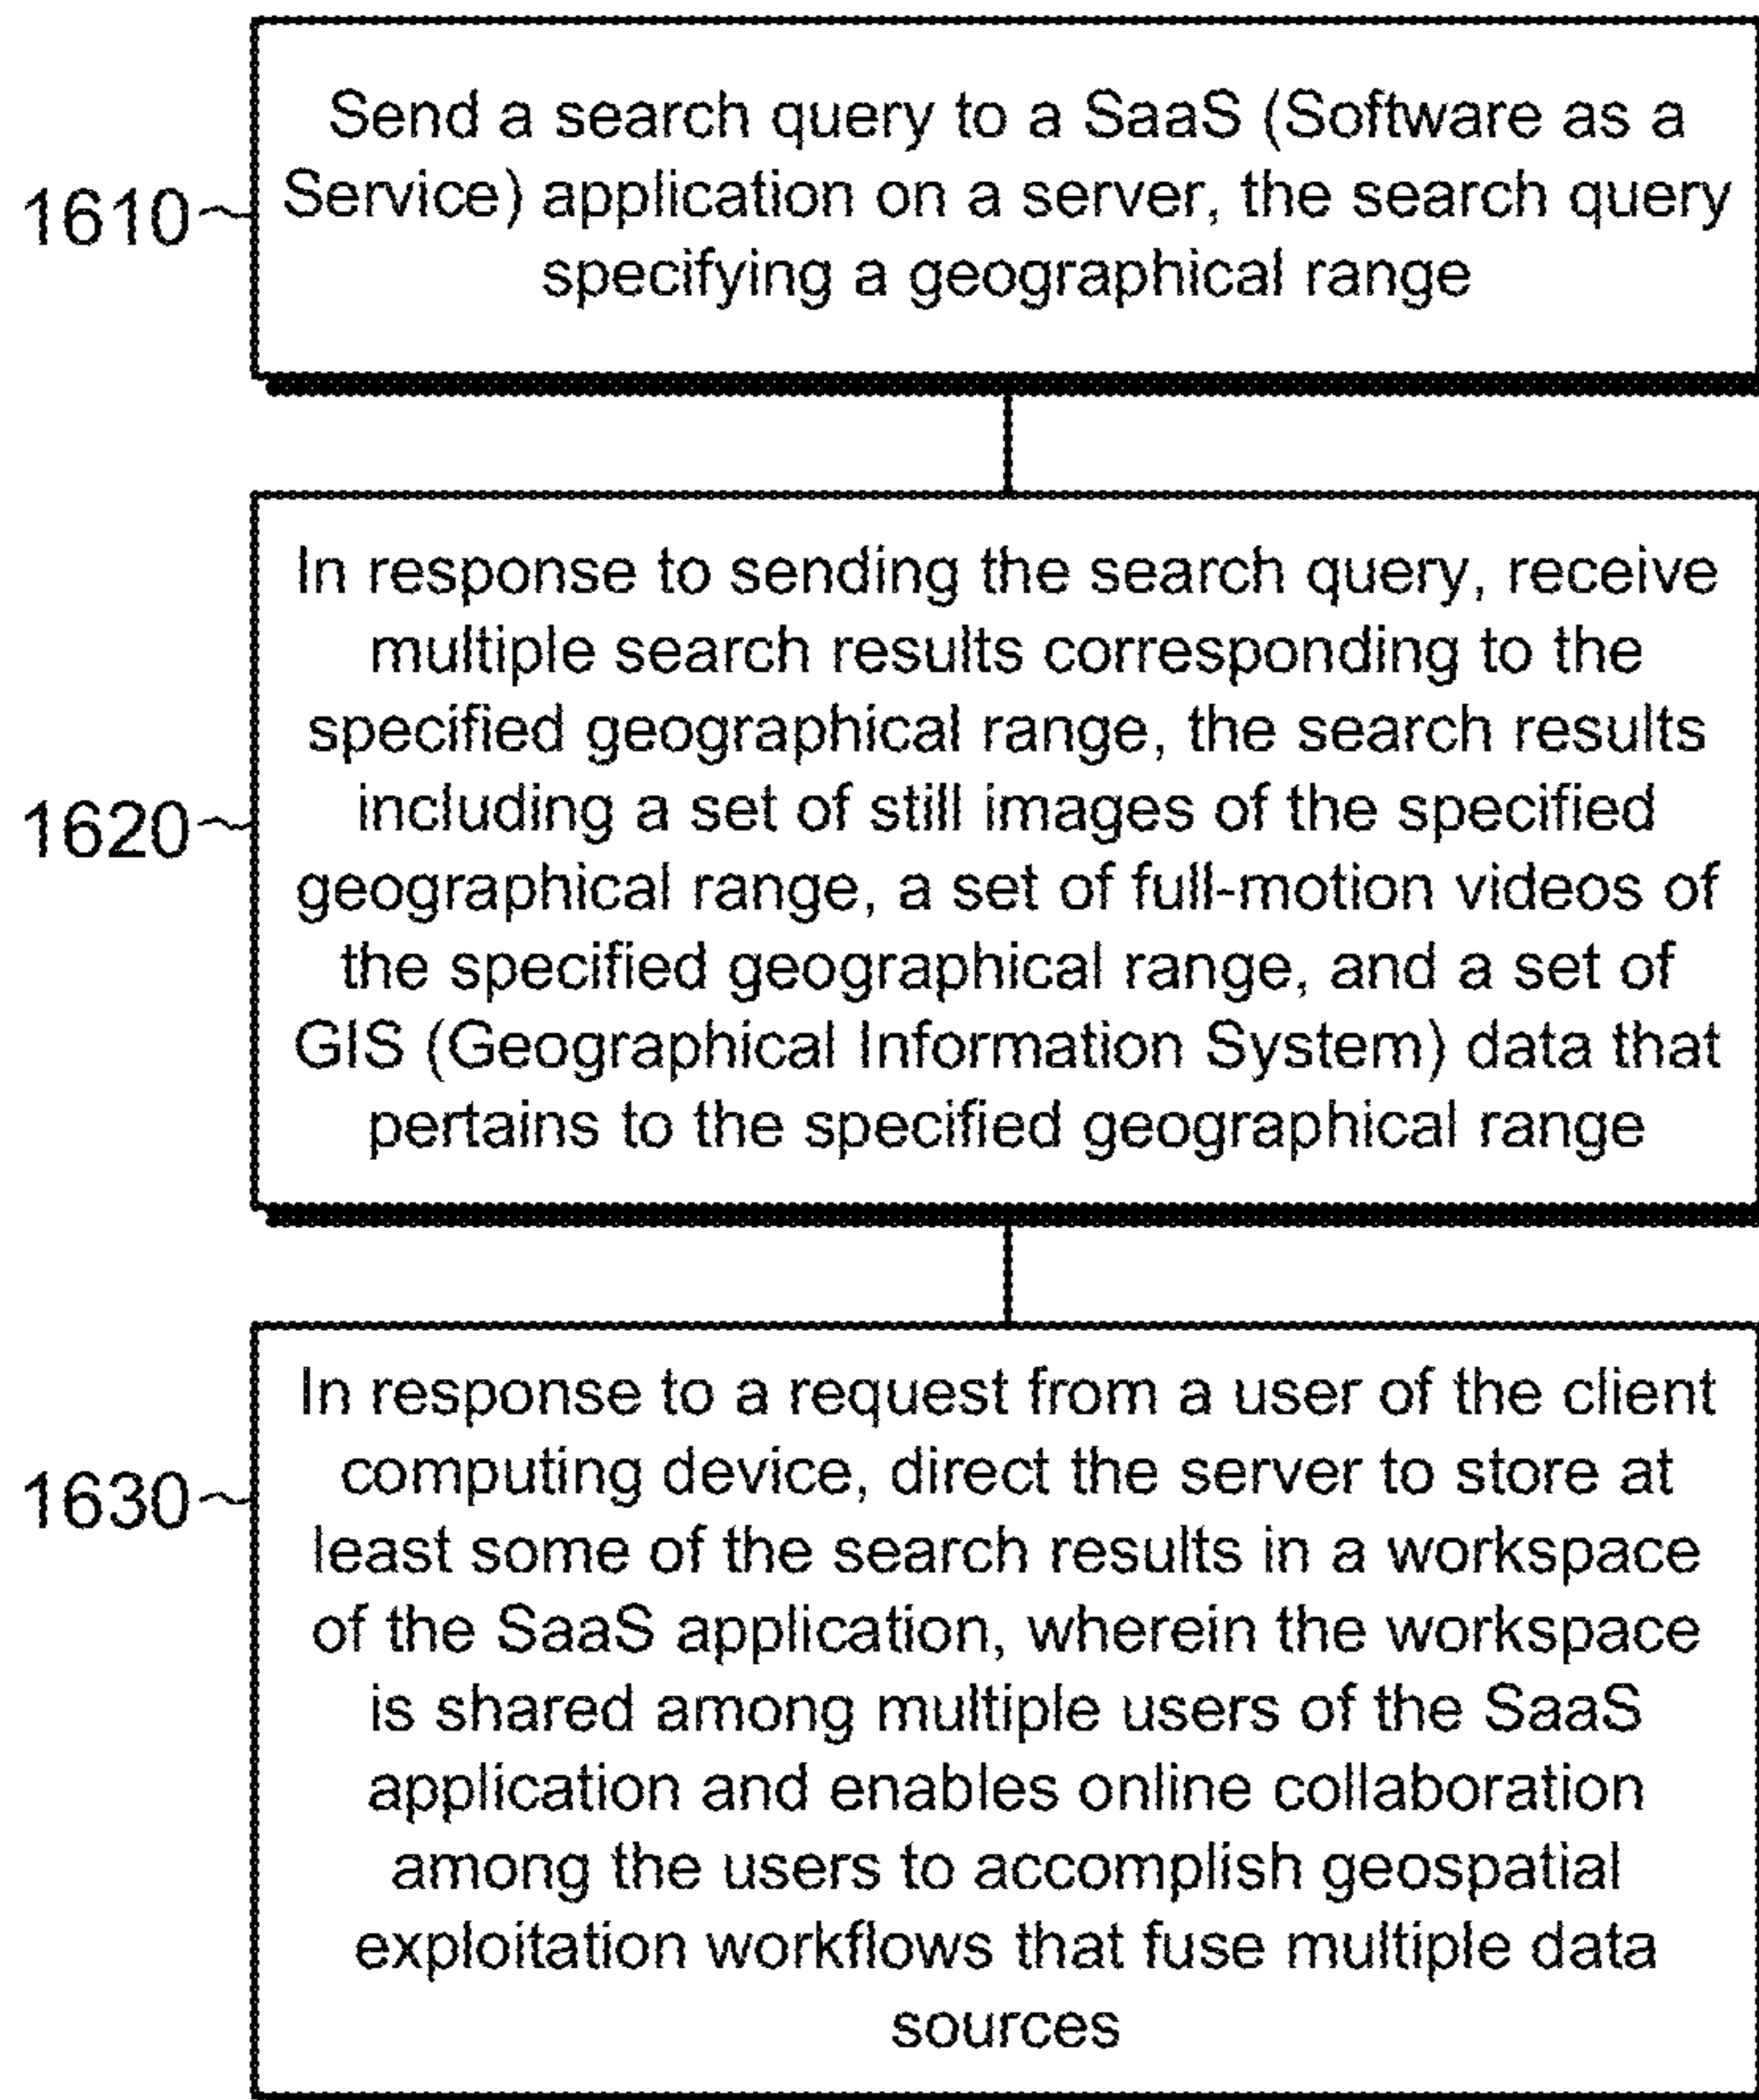 Send a search query to a SaaS (Software as a
1610 Service) application on a server, the search query
specifying a geographical range
In response to sending the search query, receive
multiple search results corresponding to the
specified geographical range, the search results
1620 including a set of still images of the specified
geographical range, a set of full-motion videos of
the specified geographical range, and a set of
GIS (Geographical Information System) data that
pertains to the specified geographical range
In response to a request from a user of the client
computing device, direct the server to store at
1630 least some of the search results in a workspace
of the SaaS application, wherein the workspace
is shared among multiple users of the SaaS
application and enables online collaboration
among the users to accomplish geospatial
exploitation workflows that fuse multiple data
sources